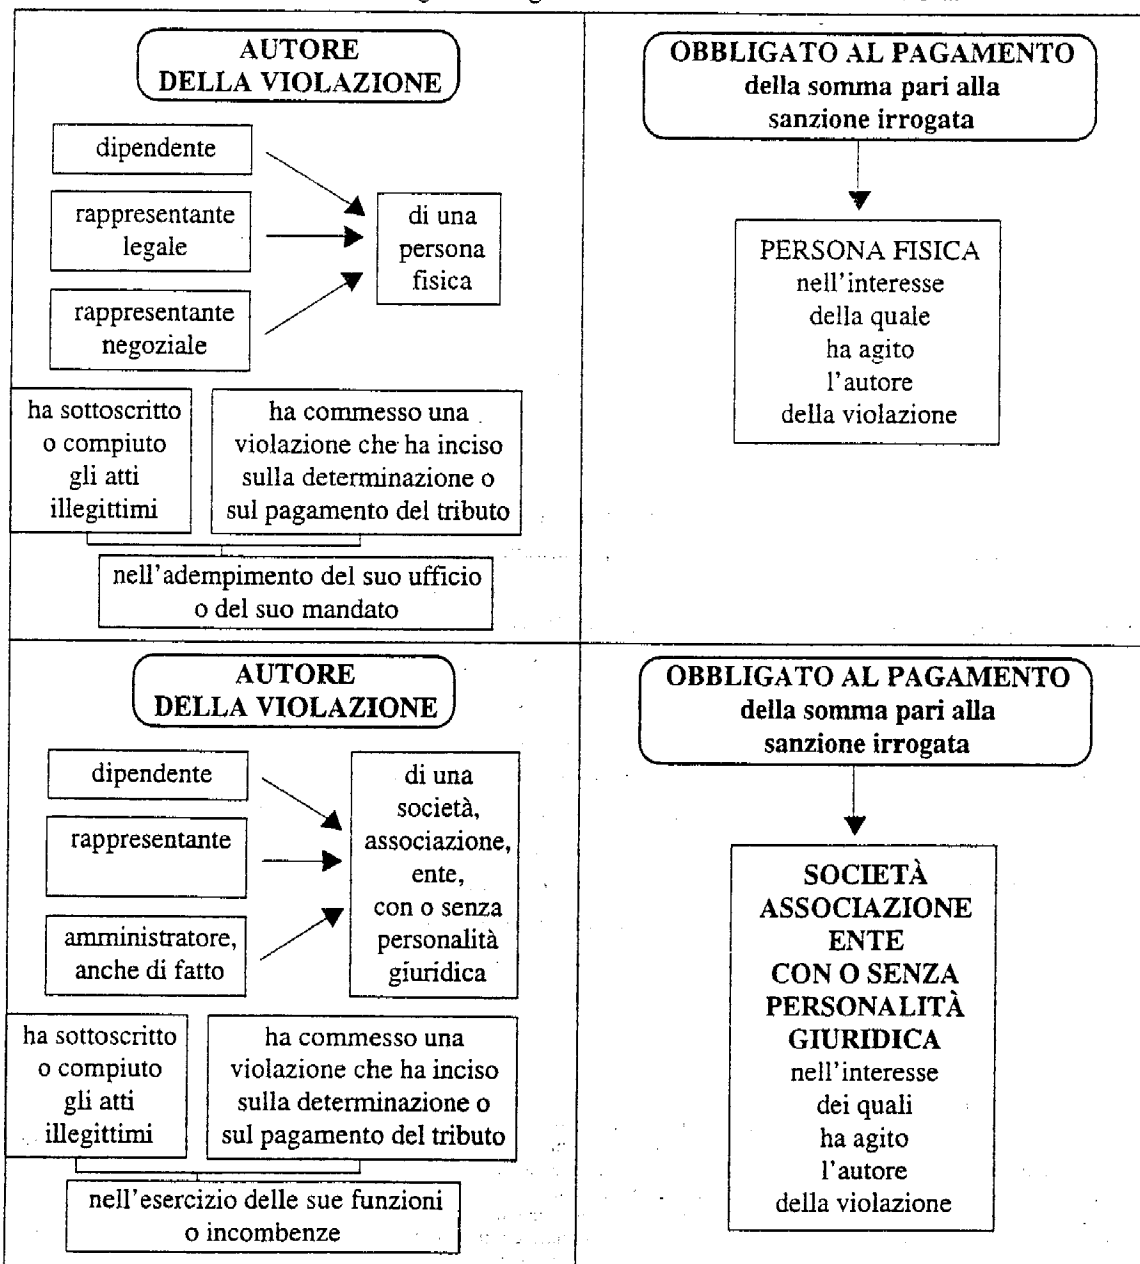 AUTORE
DELLA VIOLAZIONE
dipendente
rappresentante
legale
rappresentante
negoziale
di una
persona
fisica
ha sottoscritto
o compiuto
gli atti
illegittimi
ha commesso una
violazione che ha inciso
sulla determinazione o
sul pagamento del tributo
nell'adempimento del suo ufficio
o del suo mandato
OBBLIGATO AL PAGAMENTO
della somma pari alla
sanzione irrogata
PERSONA FISICA
nell'interesse
della quale
ha agito
l'autore
della violazione
AUTORE
DELLA VIOLAZIONE
dipendente
rappresentante
amministratore,
anche di fatto
di una
società,
associazione,
ente,
con o senza
personalità
giuridica
ha sottoscritto
o compiuto
gli atti
illegittimi
ha commesso una
violazione che ha inciso
sulla determinazione o
sul pagamento del tributo
nell'esercizio delle sue funzioni
o incombenze
OBBLIGATO AL PAGAMENTO
della somma pari alla
sanzione irrogata
SOCIETÀ
ASSOCIAZIONE
ENTE
CON O SENZA
PERSONALITÀ
GIURIDICA
nell'interesse
dei quali
ha agito
l'autore
della violazione